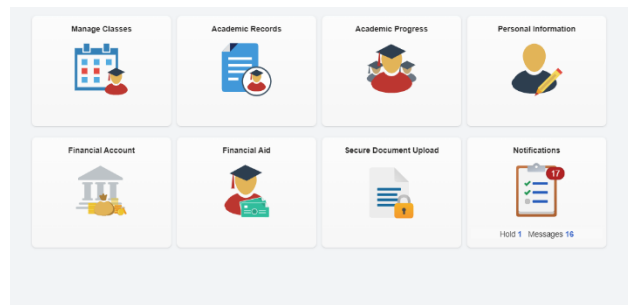 Manage Classes
Academic Records
Academic Progress
Personal Information
Financial Account
Financial Aid
Secure Document Upload
Notifications
17
Hold 1 Messages 16